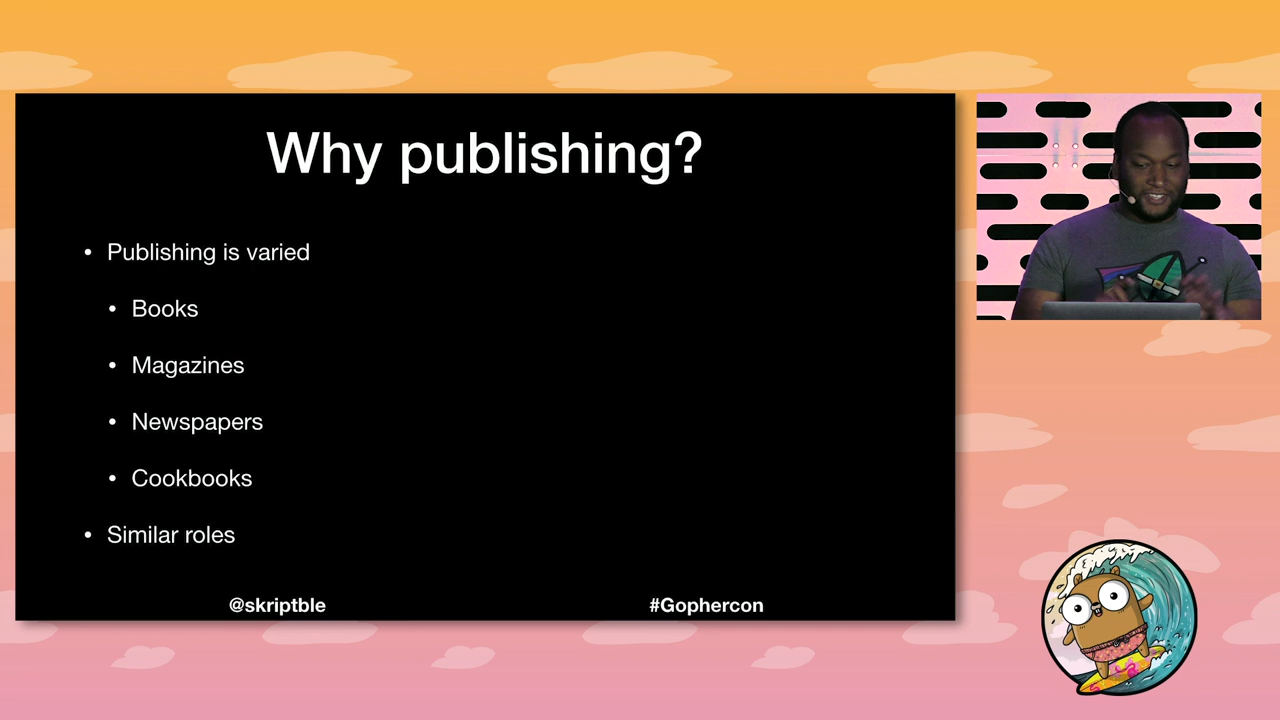 Why publishing?
• Publishing is varied
• Books
• Magazines
• Newspapers
• Cookbooks
• Similar roles
@skriptble #Gophercon